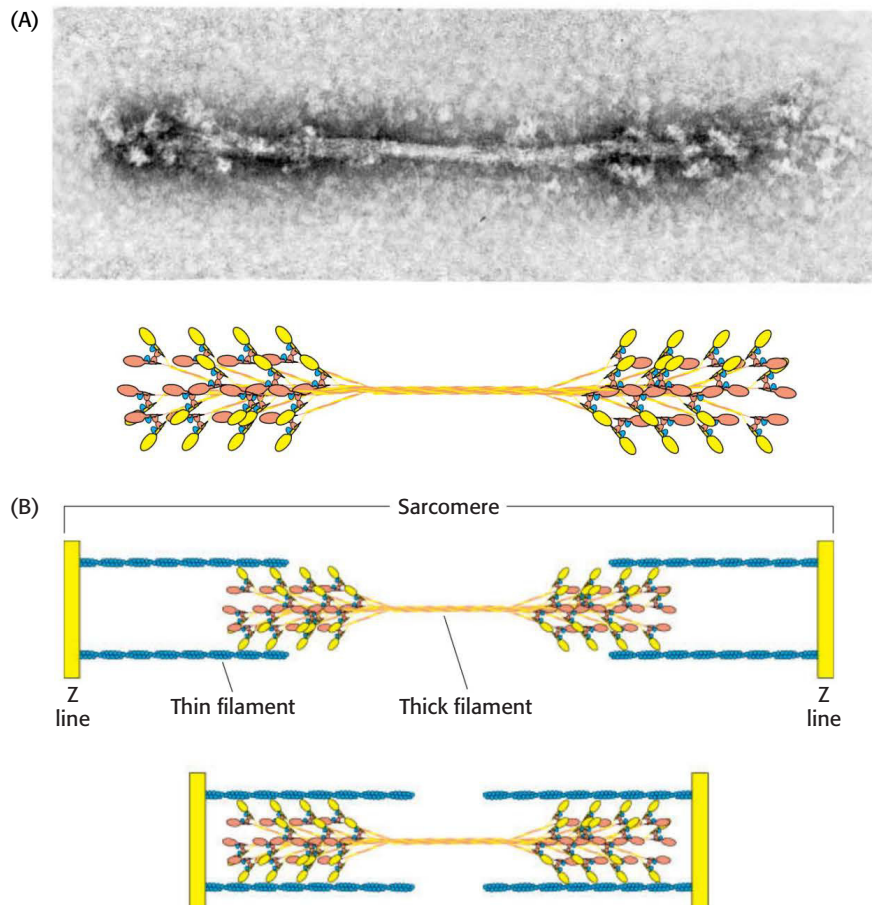 (A)
(B)
Sarcomere
Thin filament
Thick filament
Z
line
Z
line